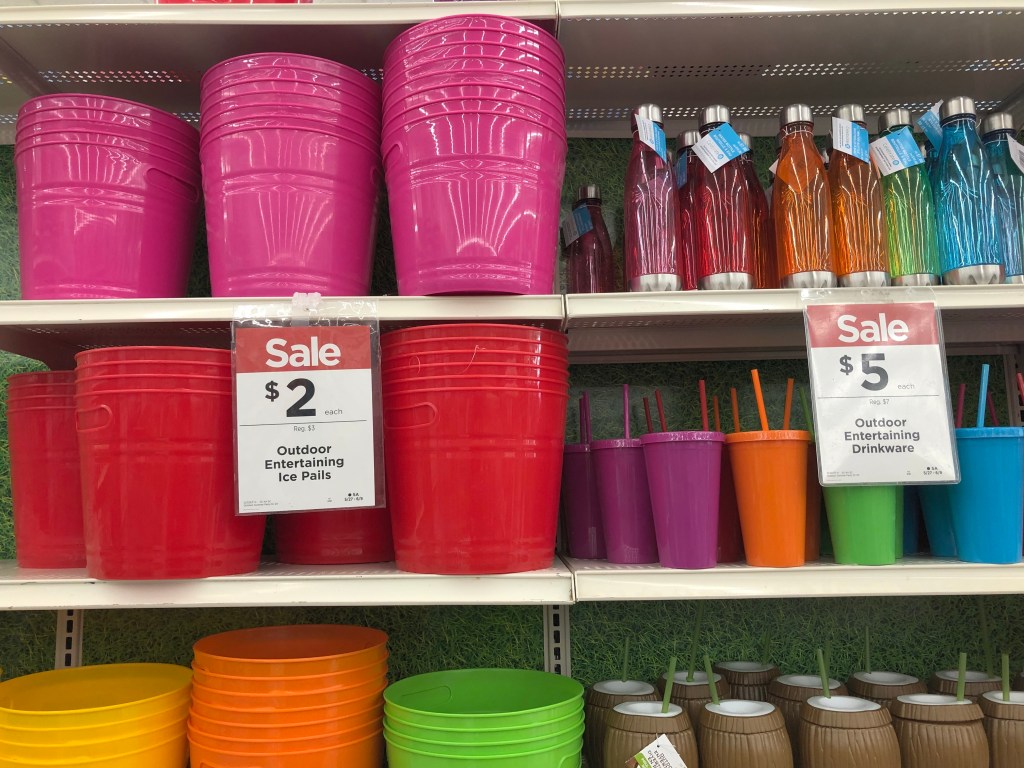 Sale
$2 each
Reg. $3
Outdoor
Entertaining
Ice Pails
Sale
$5 each
Reg. $7
Outdoor
Entertaining
Drinkware